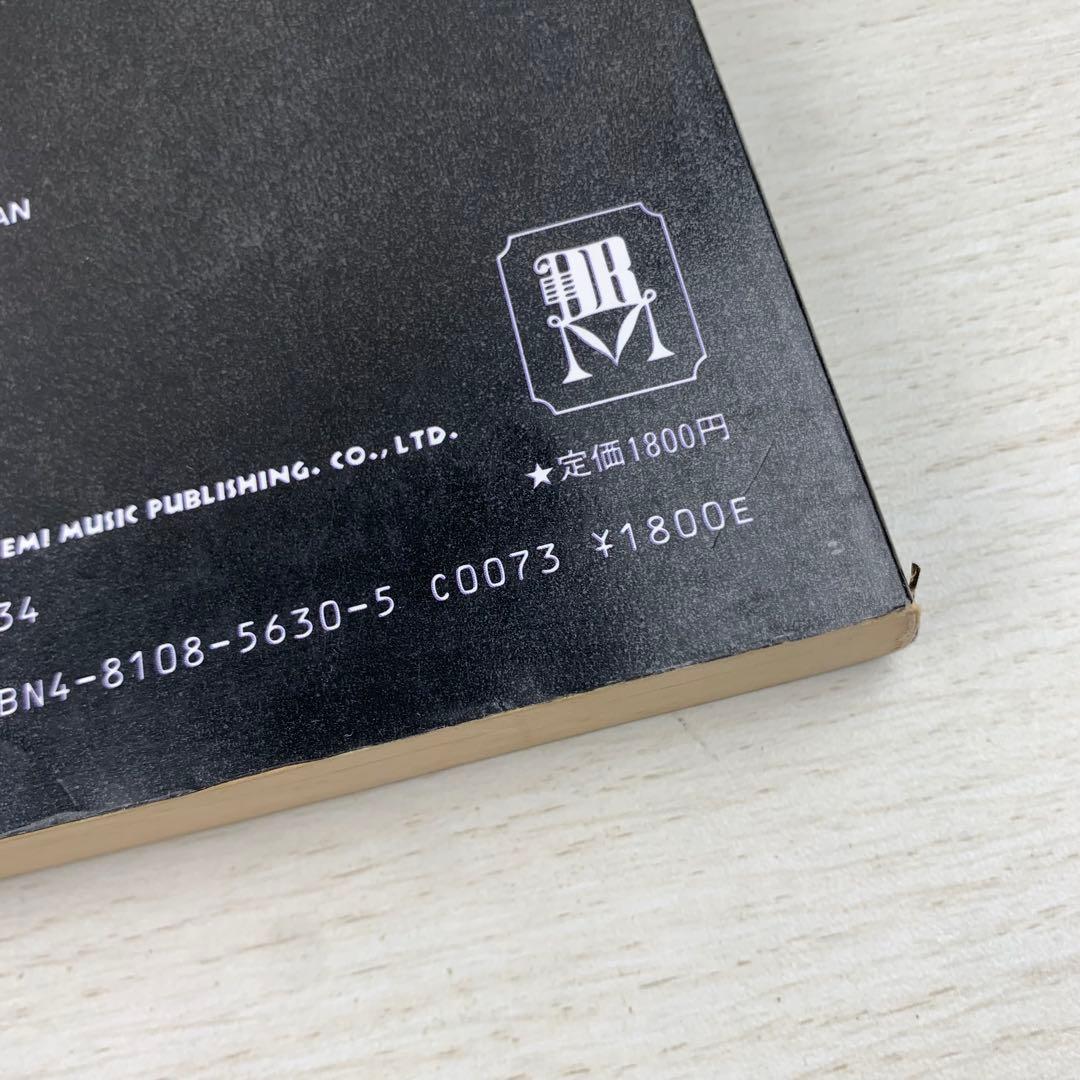 AN
DRM
★定価1800円
EMI MUSIC PUBLISHING. CO., LTD.
34
BN4-8108-5630-5 C0073 ¥1800E